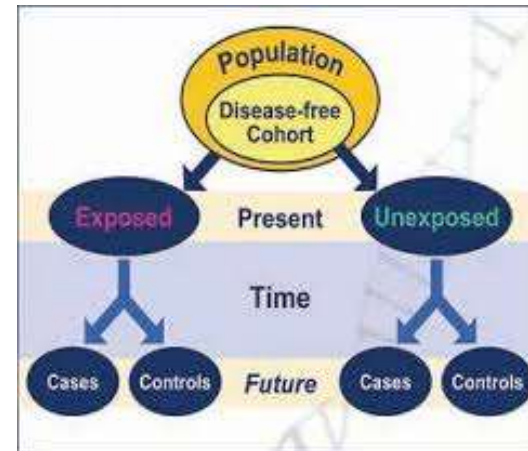 Population
Disease-free
Cohort
Exposed Present Unexposed
Time
Cases Controls Future Cases Controls